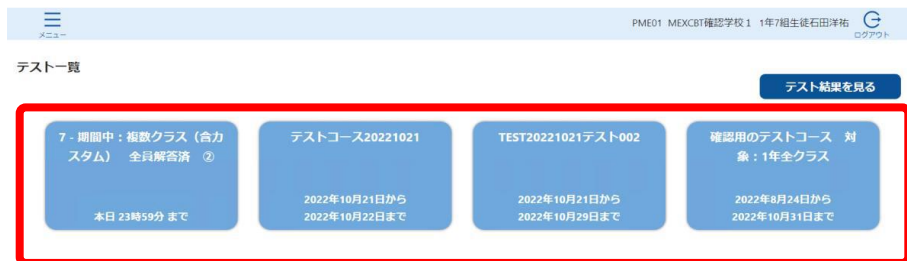 メニュー
PME01 MEXCBT確認学校1 1年7組生徒石田洋祐
ログアウト
テスト一覧
テスト結果を見る
7 - 期間中：複数クラス（含カ
スタム） 全員解答済 ②
本日 23時59分 まで
テストコース20221021
2022年10月21日から
2022年10月22日まで
TEST20221021テスト002
2022年10月21日から
2022年10月29日まで
確認用のテストコース 対
象：1年全クラス
2022年8月24日から
2022年10月31日まで